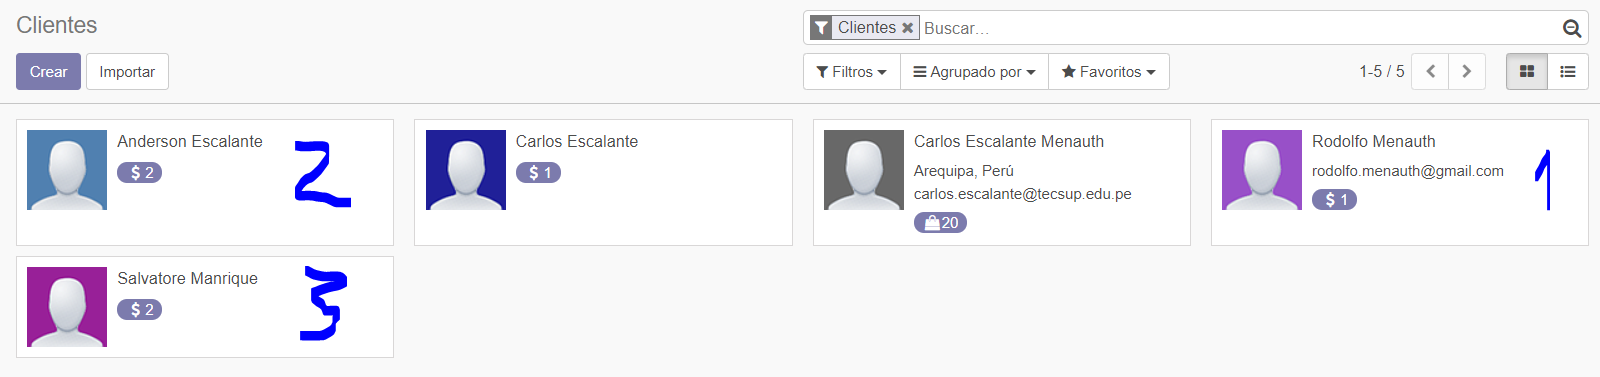 Clientes
Clientes Buscar...
Crear Importar
Filtros Agrupado por Favoritos 1-5 / 5
Anderson Escalante
$ 2
2
Carlos Escalante
$ 1
Carlos Escalante Menauth
Arequipa, Perú
carlos.escalante@tecsup.edu.pe
20
Rodolfo Menauth
rodolfo.menauth@gmail.com
$ 1
1
Salvatore Manrique
$ 2
3